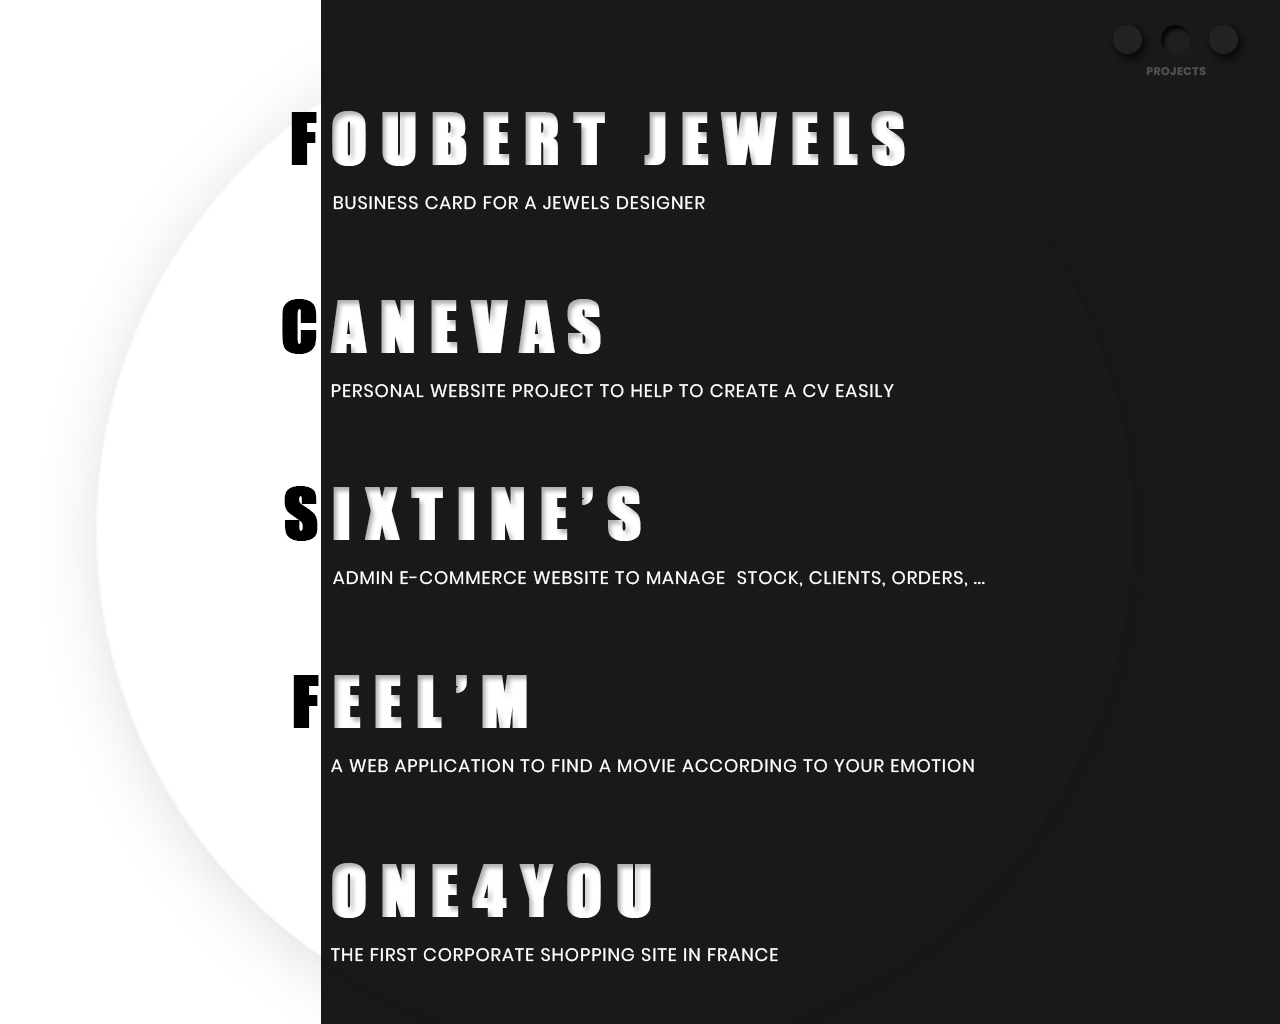 PROJECTS
FOUBERT JEWELS
BUSINESS CARD FOR A JEWELS DESIGNER
CANEVAS
PERSONAL WEBSITE PROJECT TO HELP TO CREATE A CV EASILY
SIXTINE’S
ADMIN E-COMMERCE WEBSITE TO MANAGE  STOCK, CLIENTS, ORDERS, ...
FEEL’M
A WEB APPLICATION TO FIND A MOVIE ACCORDING TO YOUR EMOTION
ONE4YOU
THE FIRST CORPORATE SHOPPING SITE IN FRANCE